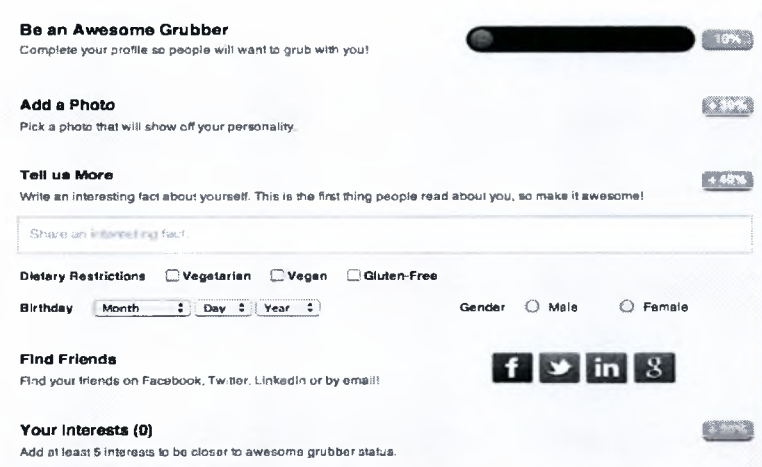 Be an Awesome Grubber
Complete your profile so people will want to grub with you!
10%
Add a Photo
Pick a photo that will show off your personality.
Tell us More
+ 40%
Write an interesting fact about yourself. This is the first thing people read about you, so make it awesome!
Share an interesting fact.
Dietary Restrictions Vegetarian Vegan Gluten-Free
Birthday Month Day Year Gender Male Female
Find Friends
f in g
Find your friends on Facebook, Twitter, LinkedIn or by email!
Your Interests (0)
Add at least 5 interests to be closer to awesome grubber status.